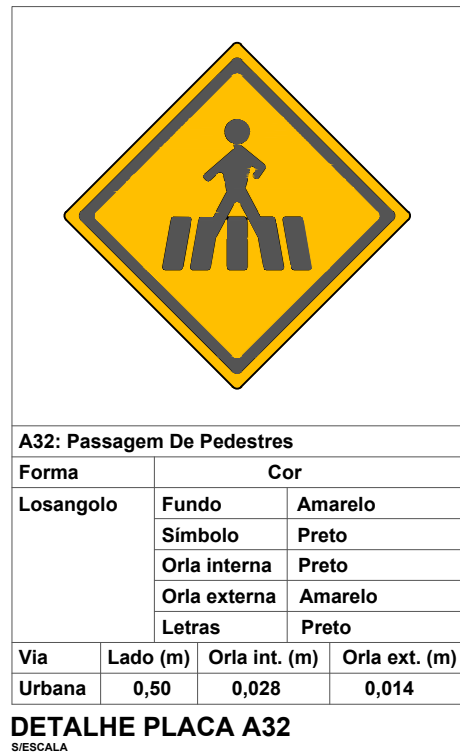 A32: Passagem De Pedestres
Forma Cor
Losangolo Fundo Amarelo
Símbolo Preto
Orla interna Preto
Orla externa Amarelo
Letras Preto
Via Lado (m) Orla int. (m) Orla ext. (m)
Urbana 0,50 0,028 0,014
DETALHE PLACA A32
S/ESCALA